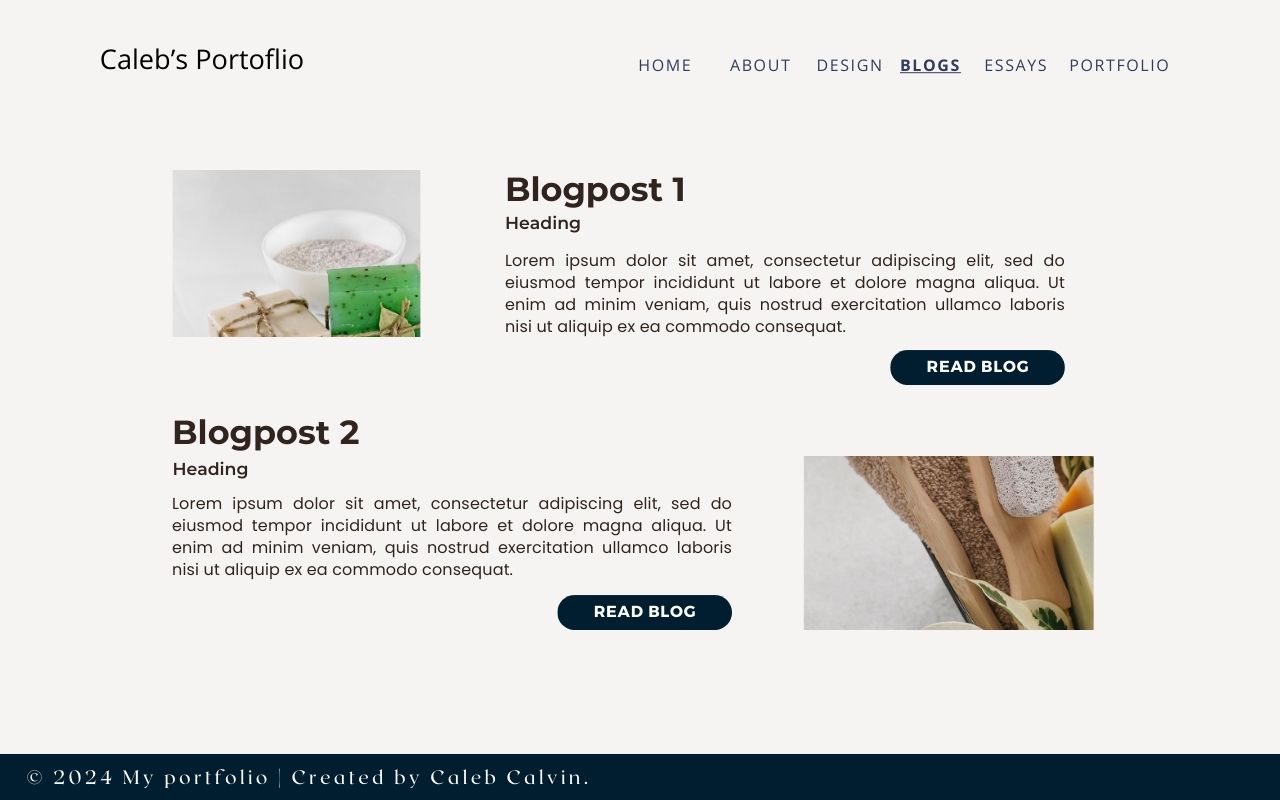 Caleb’s Portoflio
HOME ABOUT DESIGN BLOGS ESSAYS PORTFOLIO
Blogpost 1
Heading
Lorem ipsum dolor sit amet, consectetur adipiscing elit, sed do
eiusmod tempor incididunt ut labore et dolore magna aliqua. Ut
enim ad minim veniam, quis nostrud exercitation ullamco laboris
nisi ut aliquip ex ea commodo consequat.
READ BLOG
Blogpost 2
Heading
Lorem ipsum dolor sit amet, consectetur adipiscing elit, sed do
eiusmod tempor incididunt ut labore et dolore magna aliqua. Ut
enim ad minim veniam, quis nostrud exercitation ullamco laboris
nisi ut aliquip ex ea commodo consequat.
READ BLOG
© 2024 My portfolio | Created by Caleb Calvin.